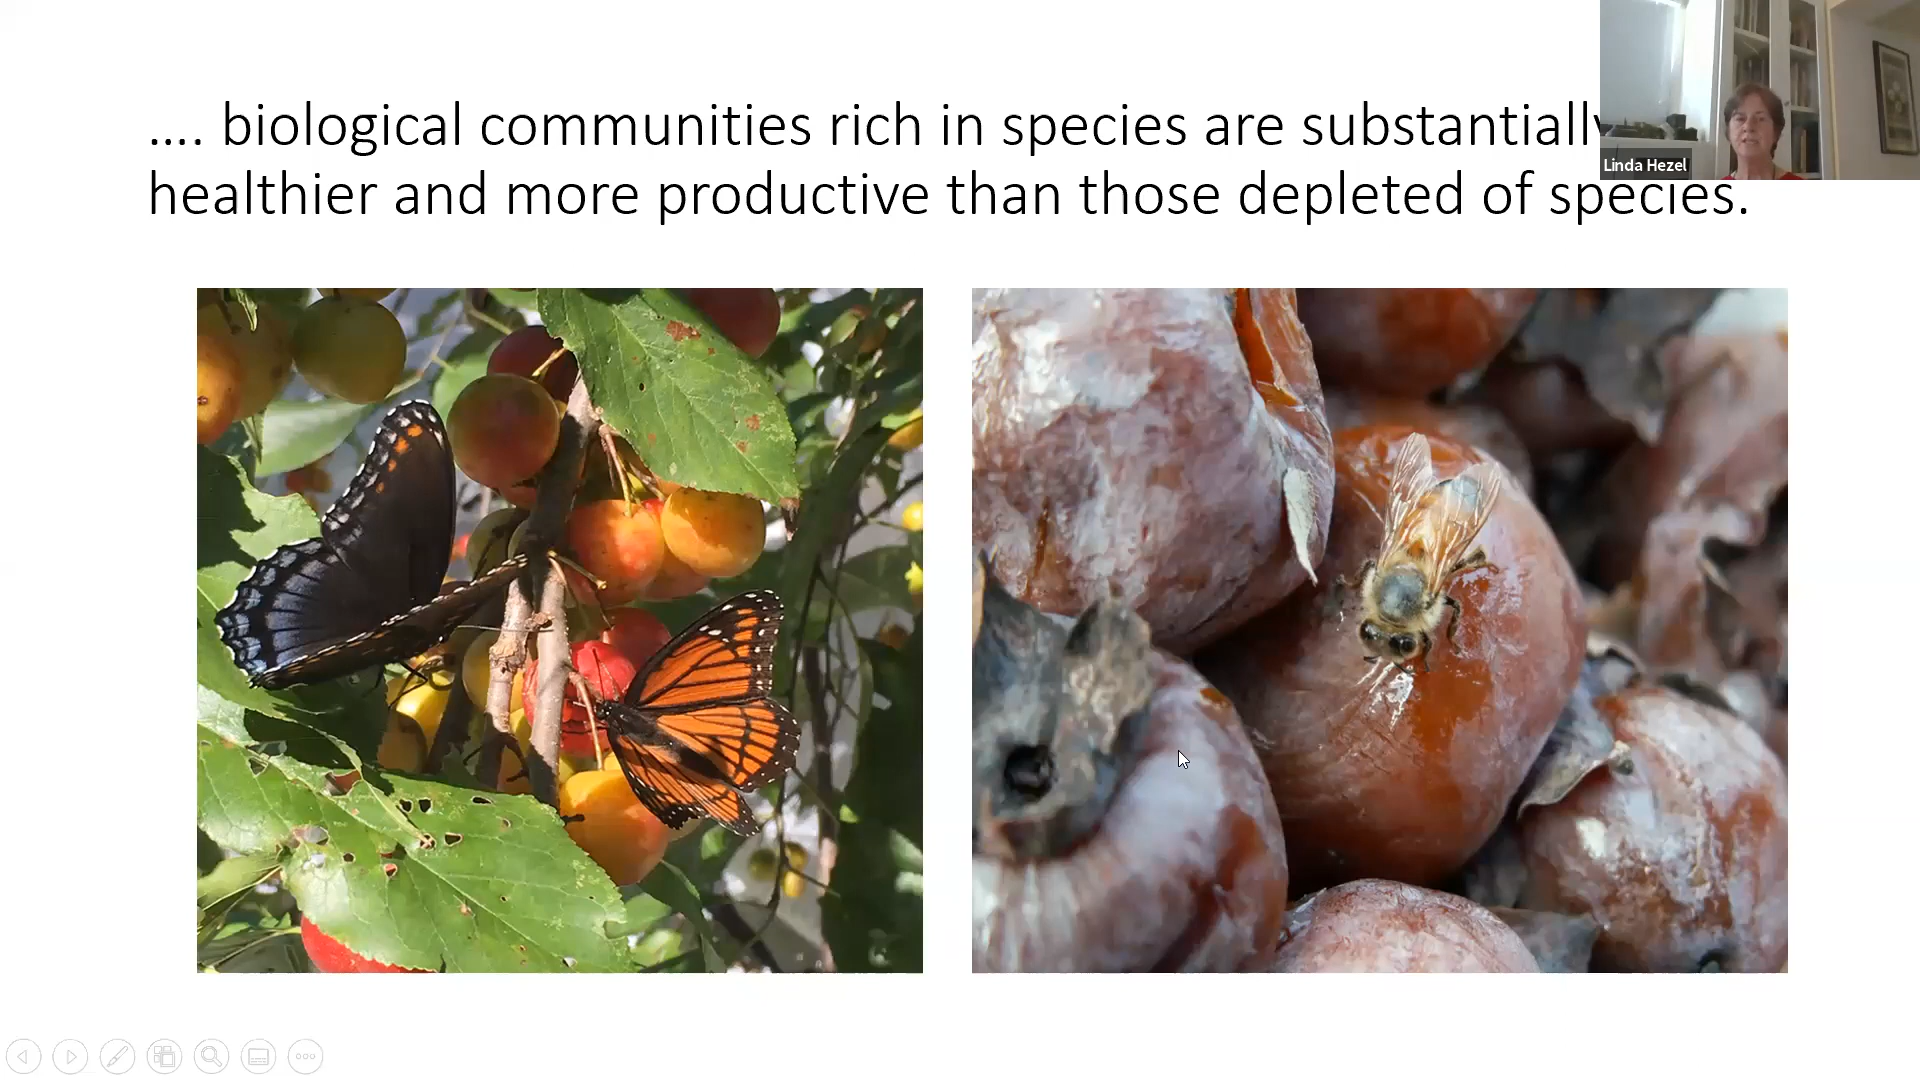 .... biological communities rich in species are substantially
healthier and more productive than those depleted of species.
Linda Hezel